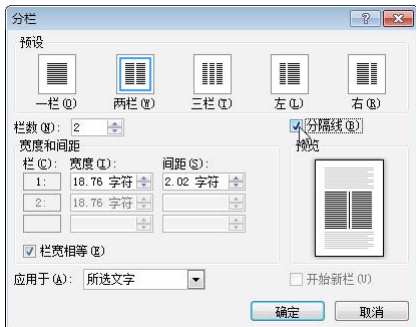 分栏
预设
一栏(O) 两栏(W) 三栏(T) 左(L) 右(R)
栏数(N): 2 分隔线(B)
宽度和间距 预览
栏(C): 宽度(I): 间距(S):
1: 18.76 字符 2.02 字符
2: 18.76 字符
栏宽相等(E)
应用于(A): 所选文字 开始新栏(U)
确定 取消